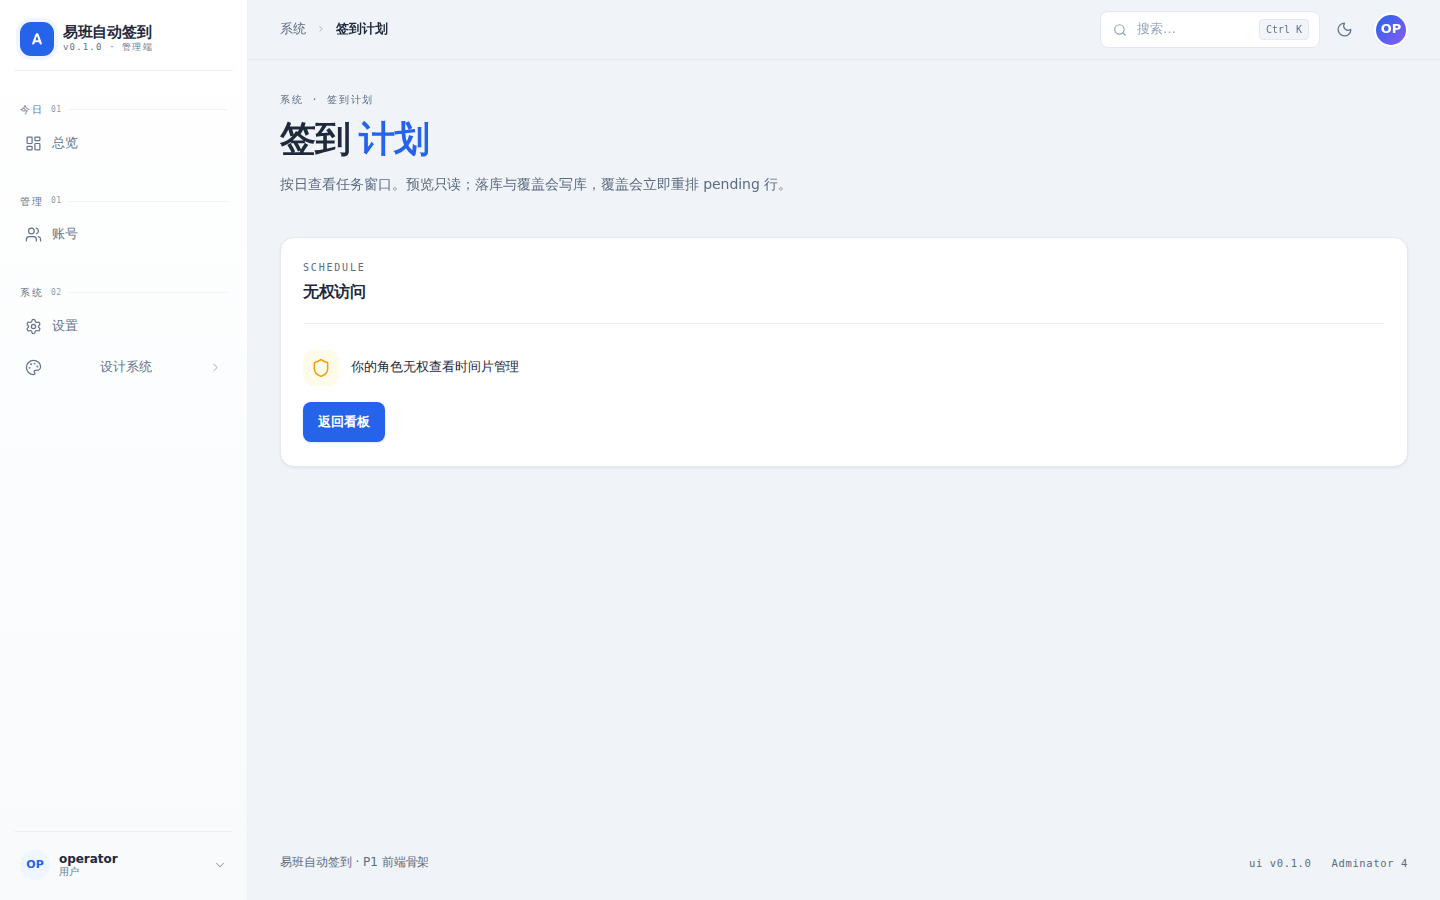 易班自动签到
v0.1.0 · 管理端
今日 01
总览
管理 01
账号
系统 02
设置
设计系统
OP
operator
用户
系统 > 签到计划
搜索...
Ctrl K
OP
系统 · 签到计划
签到 计划
按日查看任务窗口。预览只读；落库与覆盖会写库，覆盖会立即重排 pending 行。
SCHEDULE
无权访问
你的角色无权查看时间片管理
返回看板
易班自动签到 · P1 前端骨架
ui v0.1.0 Adminator 4